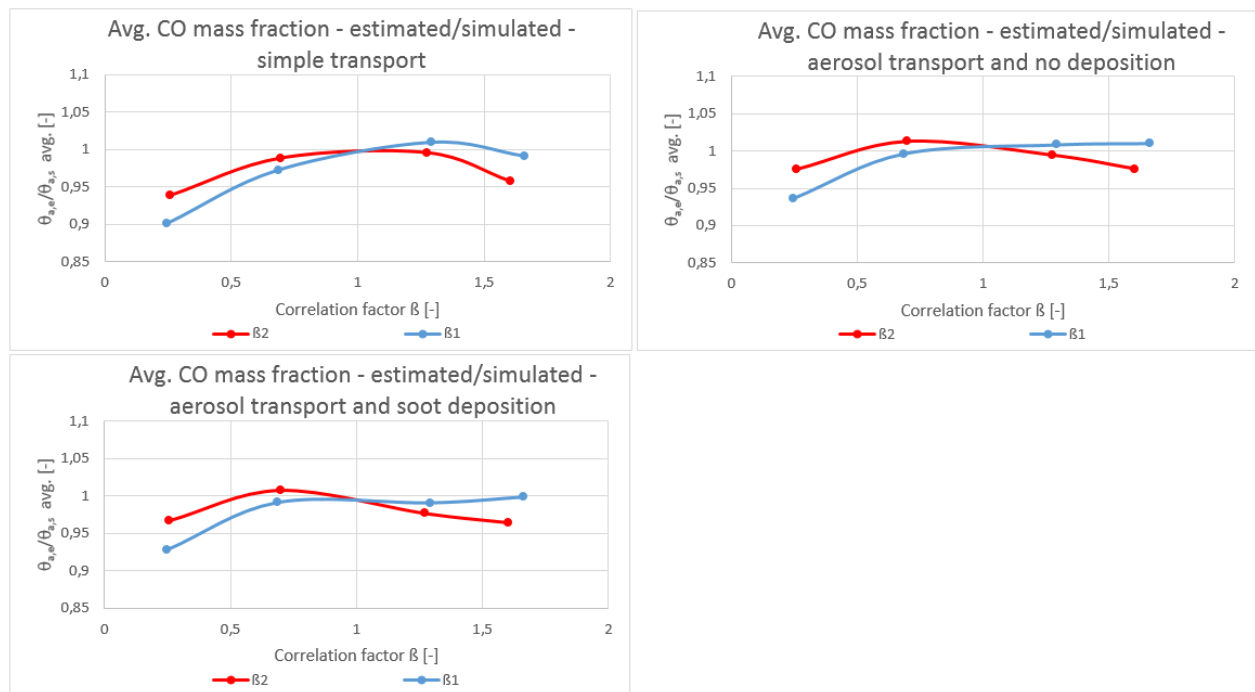 Avg. CO mass fraction - estimated/simulated -
simple transport
1,1
1,05
1
0,95
0,9
0,85
θa,e/θa,s avg. [-]
0
0,5
1
1,5
2
Correlation factor ß [-]
ß2
ß1
Avg. CO mass fraction - estimated/simulated -
aerosol transport and no deposition
1,1
1,05
1
0,95
0,9
0,85
θa,e/θa,s avg. [-]
0
0,5
1
1,5
2
Correlation factor ß [-]
ß2
ß1
Avg. CO mass fraction - estimated/simulated -
aerosol transport and soot deposition
1,1
1,05
1
0,95
0,9
0,85
θa,e/θa,s avg. [-]
0
0,5
1
1,5
2
Correlation factor ß [-]
ß2
ß1